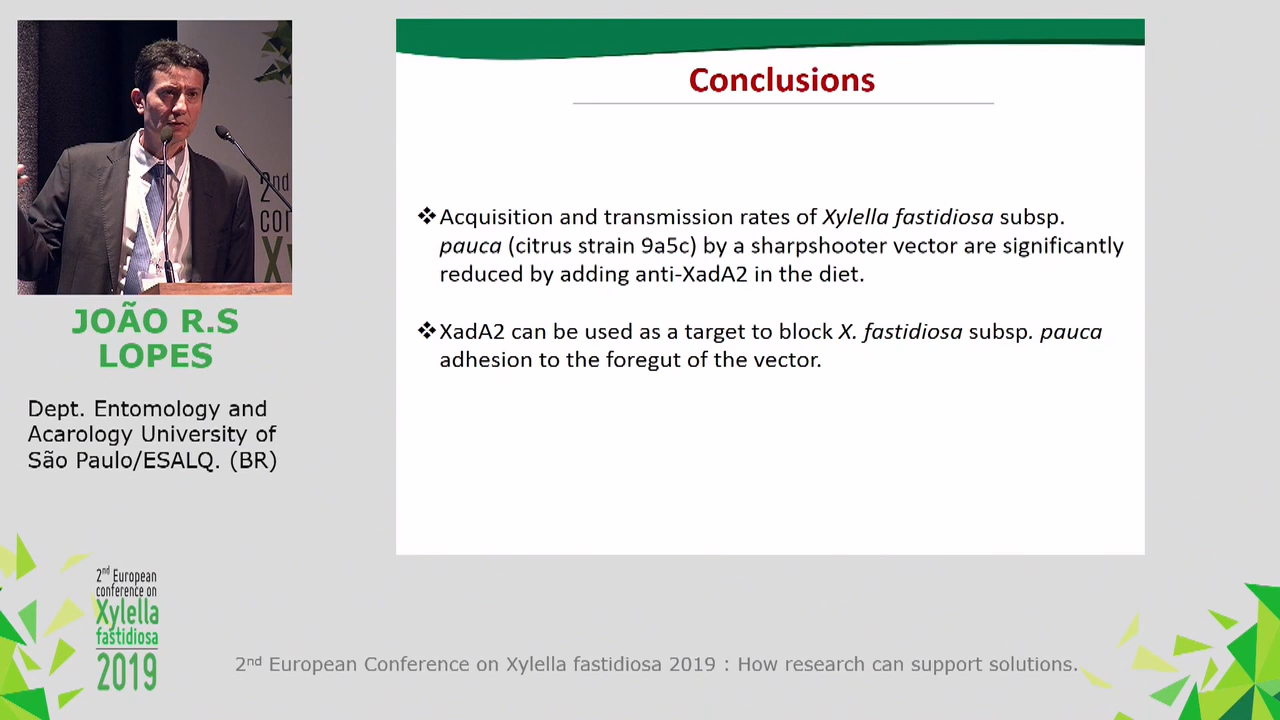 2nd
con
X
JOÃO R.S
LOPES
Dept. Entomology and
Acarology University of
São Paulo/ESALQ. (BR)
Conclusions
❖Acquisition and transmission rates of Xylella fastidiosa subsp.
pauca (citrus strain 9a5c) by a sharpshooter vector are significantly
reduced by adding anti-XadA2 in the diet.
❖XadA2 can be used as a target to block X. fastidiosa subsp. pauca
adhesion to the foregut of the vector.
2nd European
conference on
Xylella
fastidiosa
2019
2nd European Conference on Xylella fastidiosa 2019 : How research can support solutions.